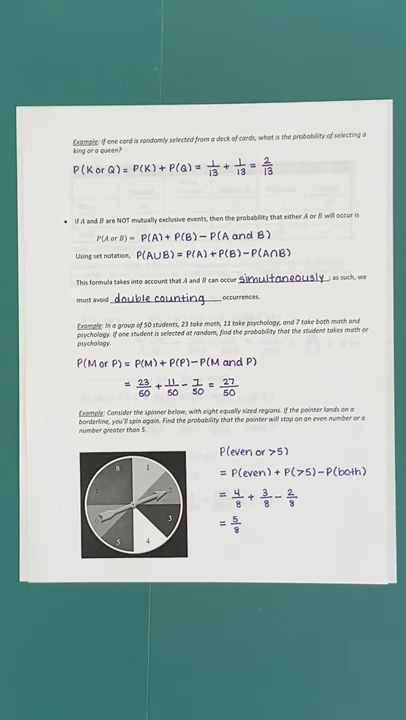 Example: If one card is randomly selected from a deck of cards, what is the probability of selecting a
king or a queen?
P(K or Q) = P(K) + P(Q) = 1/13 + 1/13 = 2/13
• If A and B are NOT mutually exclusive events, then the probability that either A or B will occur is
P(A or B) = P(A) + P(B) − P(A and B)
Using set notation, P(A∪B) = P(A) + P(B) − P(A∩B)
This formula takes into account that A and B can occur simultaneously; as such, we
must avoid double counting occurrences.
Example: In a group of 50 students, 23 take math, 11 take psychology, and 7 take both math and
psychology. If one student is selected at random, find the probability that the student takes math or
psychology.
P(M or P) = P(M) + P(P) − P(M and P)
= 23/50 + 11/50 − 7/50 = 27/50
Example: Consider the spinner below, with eight equally sized regions. If the pointer lands on a
borderline, you'll spin again. Find the probability that the pointer will stop on an even number or a
number greater than 5.
P(even or >5)
= P(even) + P(>5) − P(both)
= 4/8 + 3/8 − 2/8
= 5/8
8 1
7 2
6 3
5 4